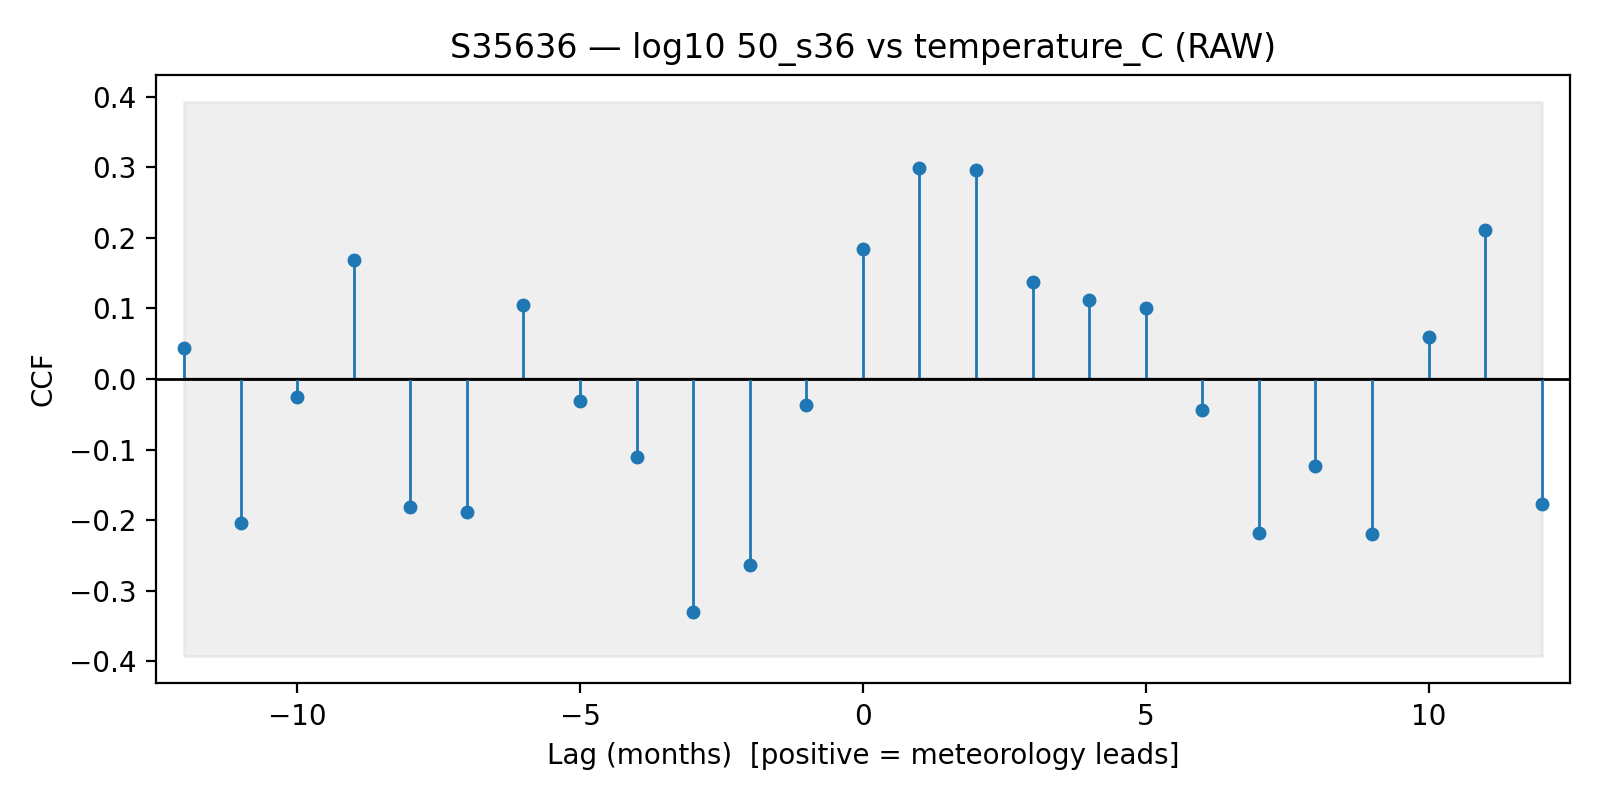 S35636 — log10 50_s36 vs temperature_C (RAW)
0.4
0.3
0.2
0.1
0.0
−0.1
−0.2
−0.3
−0.4
CCF
−10 −5 0 5 10
Lag (months)  [positive = meteorology leads]